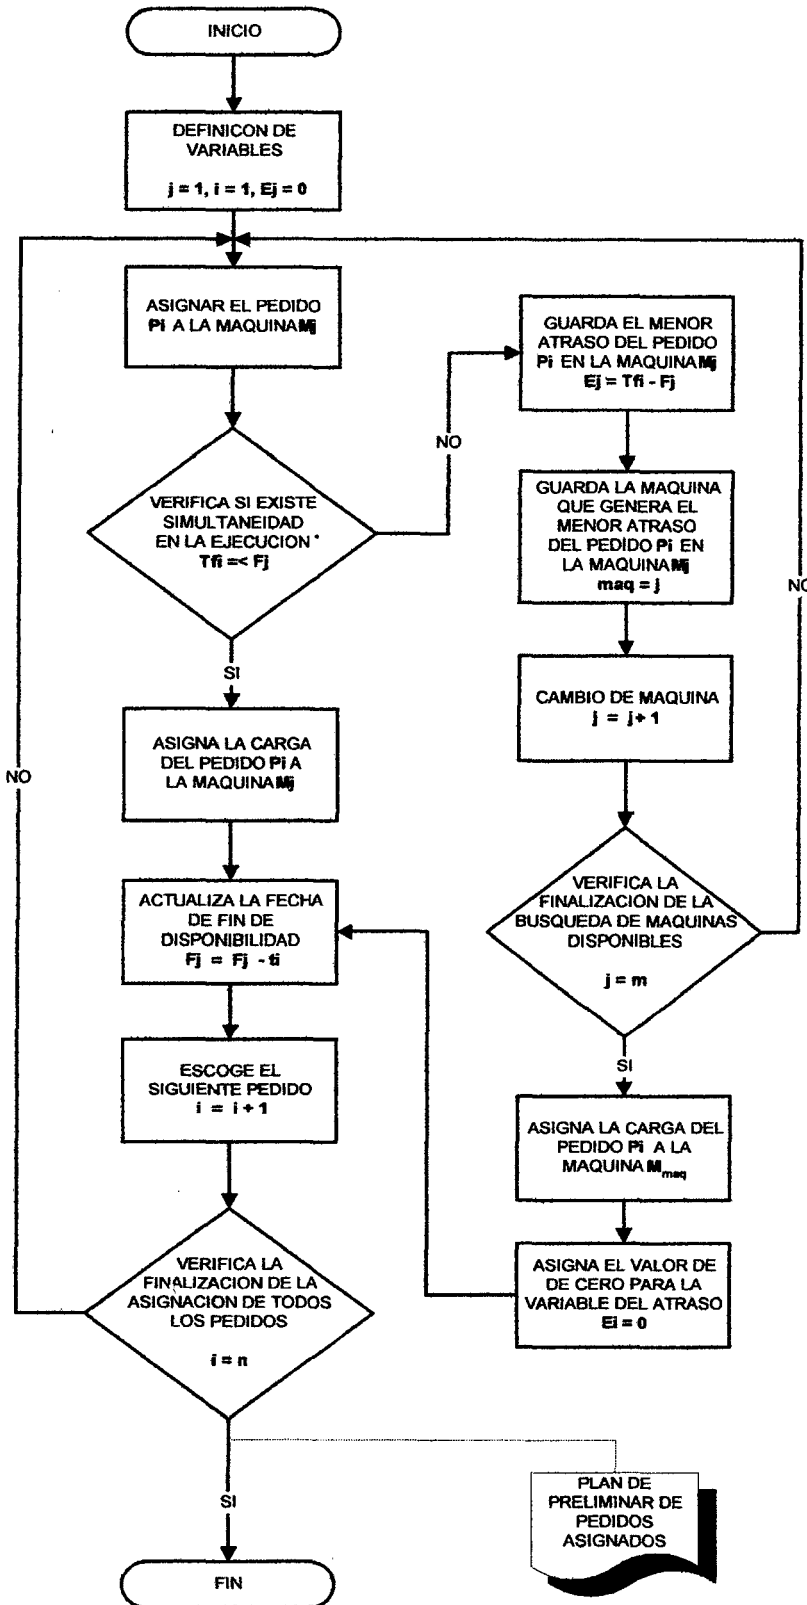 INICIO
DEFINICON DE
VARIABLES
j = 1, i = 1, Ej = 0
ASIGNAR EL PEDIDO
Pi A LA MAQUINA Mj
VERIFICA SI EXISTE
SIMULTANEIDAD
EN LA EJECUCION *
Tfi =< Fj
SI
ASIGNA LA CARGA
DEL PEDIDO Pi A
LA MAQUINA Mj
ACTUALIZA LA FECHA
DE FIN DE
DISPONIBILIDAD
Fj = Fj - ti
ESCOGE EL
SIGUIENTE PEDIDO
i = i + 1
VERIFICA LA
FINALIZACION DE LA
ASIGNACION DE TODOS
LOS PEDIDOS
i = n
NO
SI
FIN
NO
GUARDA EL MENOR
ATRASO DEL PEDIDO
Pi EN LA MAQUINA Mj
Ej = Tfi - Fj
GUARDA LA MAQUINA
QUE GENERA EL
MENOR ATRASO
DEL PEDIDO Pi EN
LA MAQUINA Mj
maq = j
CAMBIO DE MAQUINA
j = j + 1
VERIFICA LA
FINALIZACION DE LA
BUSQUEDA DE MAQUINAS
DISPONIBLES
j = m
NO
SI
ASIGNA LA CARGA DEL
PEDIDO Pi A LA
MAQUINA Mmaq
ASIGNA EL VALOR DE
DE CERO PARA LA
VARIABLE DEL ATRASO
Ei = 0
PLAN DE
PRELIMINAR DE
PEDIDOS
ASIGNADOS